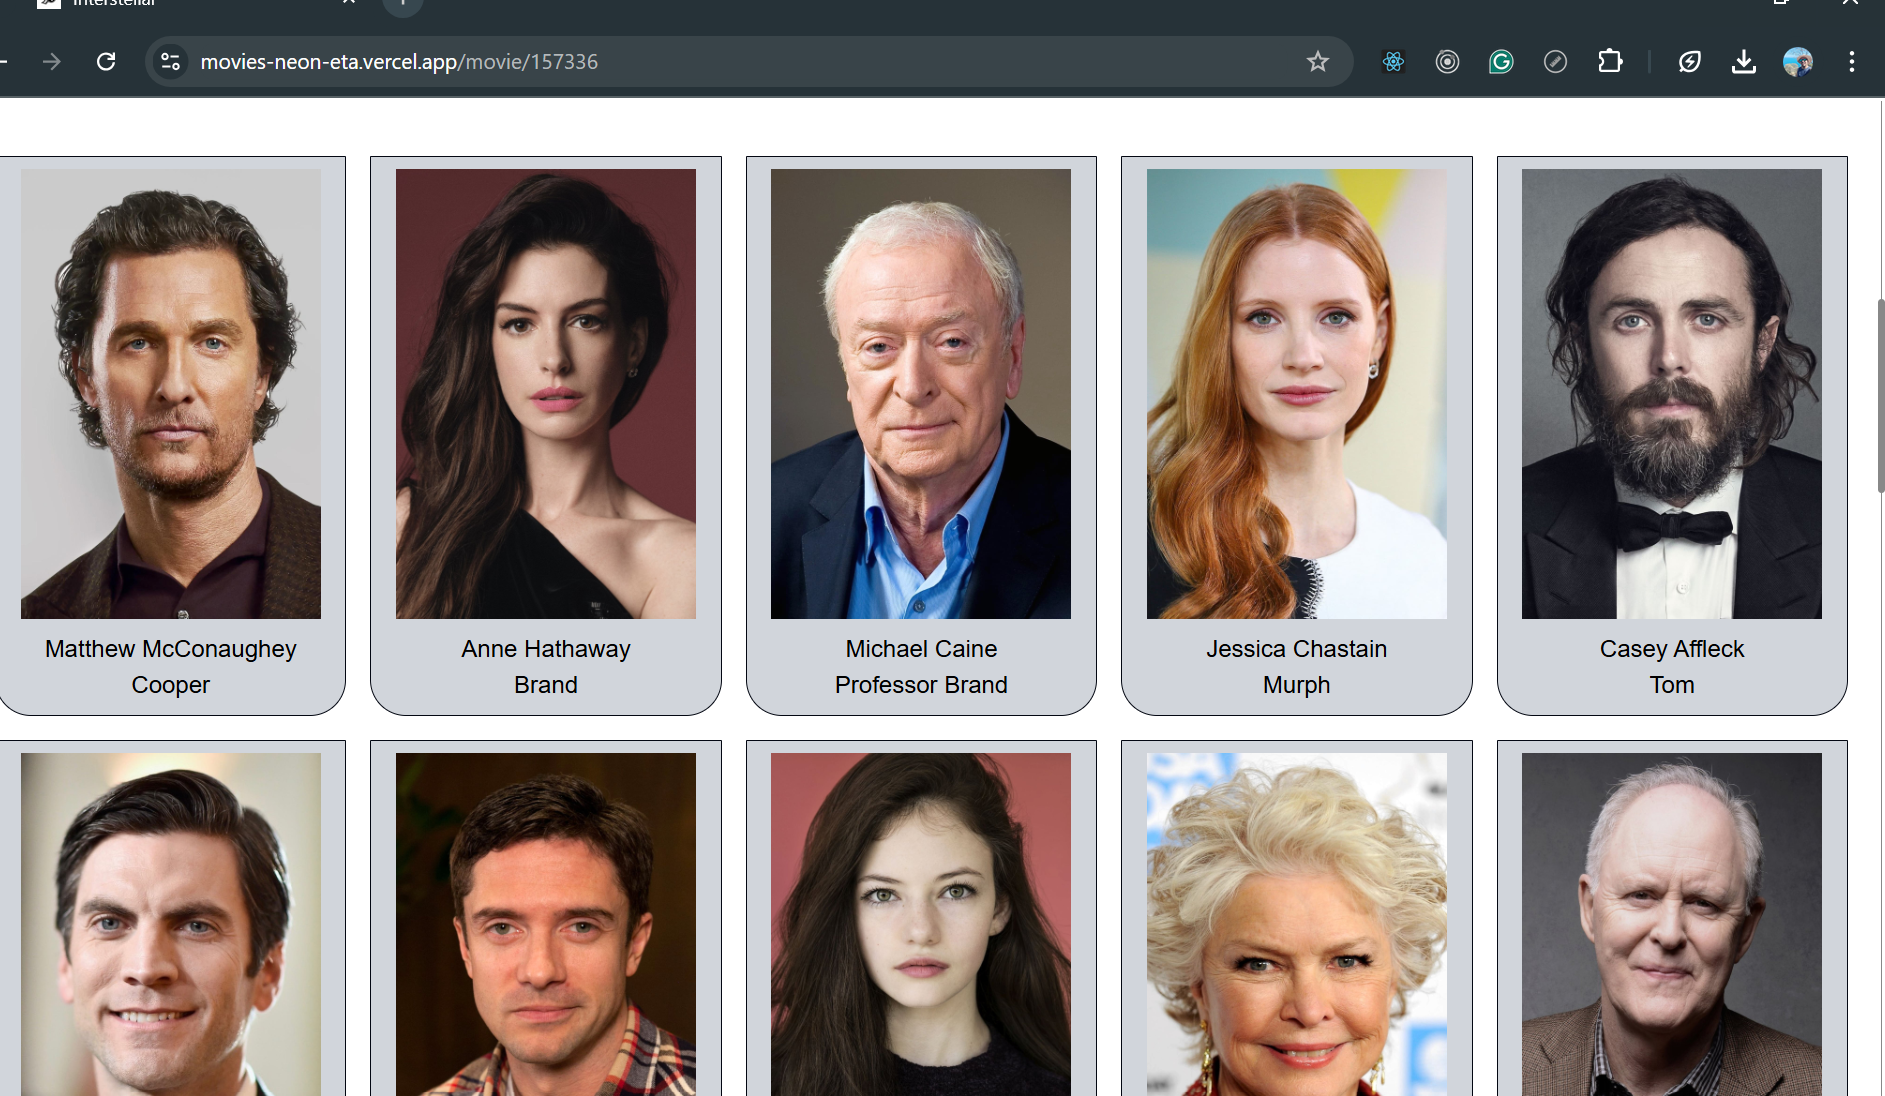 Interstellar
movies-neon-eta.vercel.app/movie/157336
Matthew McConaughey
Cooper
Anne Hathaway
Brand
Michael Caine
Professor Brand
Jessica Chastain
Murph
Casey Affleck
Tom